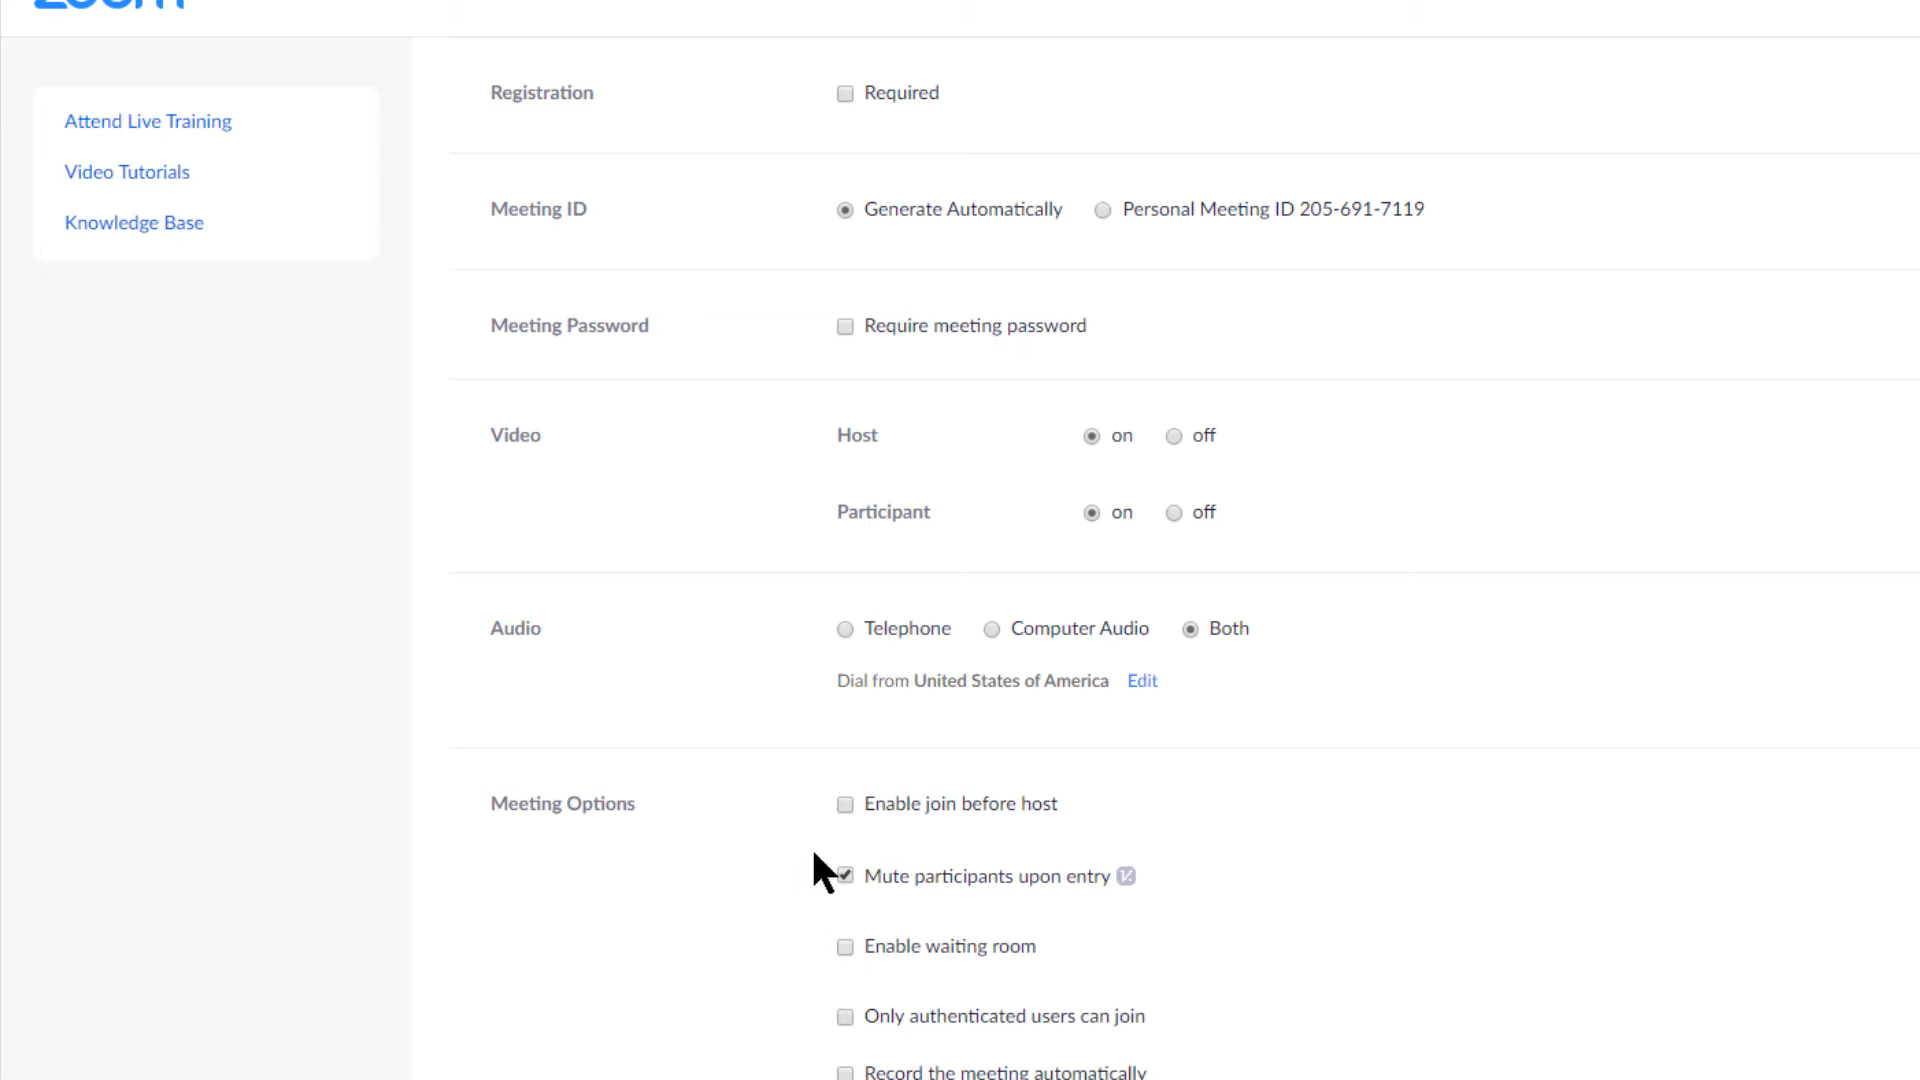 zoom
Attend Live Training
Video Tutorials
Knowledge Base
Registration
Required
Meeting ID
Generate Automatically
Personal Meeting ID 205-691-7119
Meeting Password
Require meeting password
Video
Host
on
off
Participant
on
off
Audio
Telephone
Computer Audio
Both
Dial from United States of America Edit
Meeting Options
Enable join before host
Mute participants upon entry
Enable waiting room
Only authenticated users can join
Record the meeting automatically